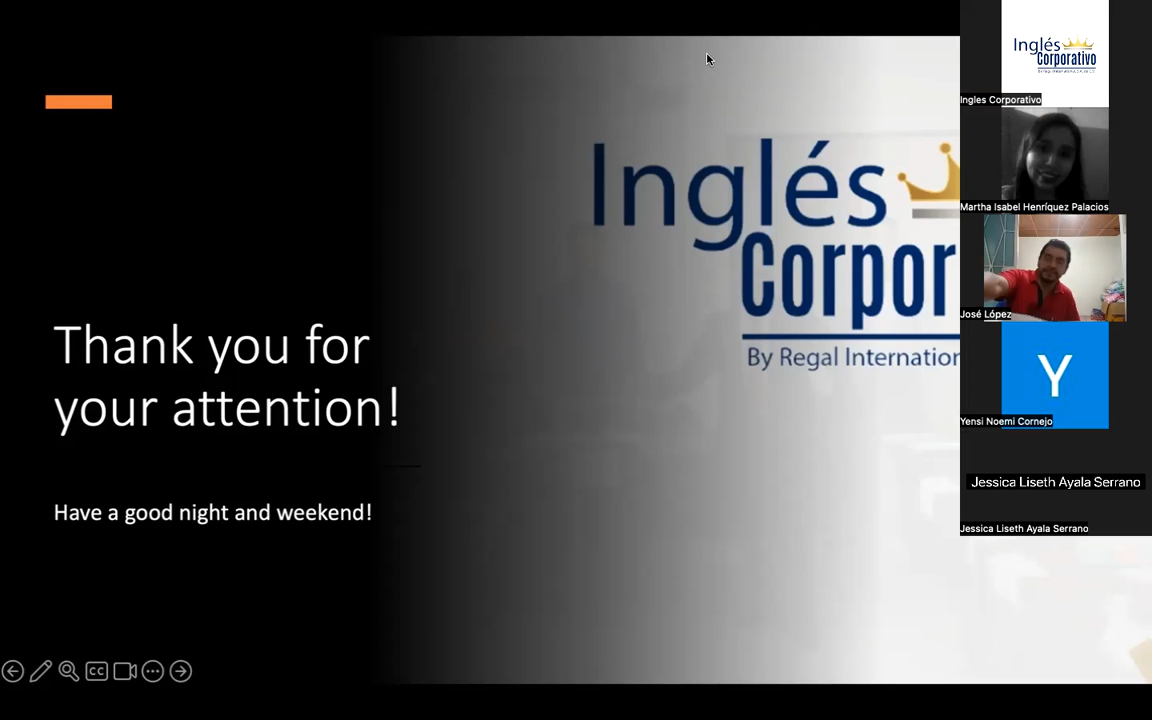 Thank you for
your attention!
Have a good night and weekend!
Inglés
Corpor
By Regal Internation
CC
Inglés
Corporativo
Ingles Corporativo
Martha Isabel Henríquez Palacios
José López
Y
Yensi Noemi Cornejo
Jessica Liseth Ayala Serrano
Jessica Liseth Ayala Serrano